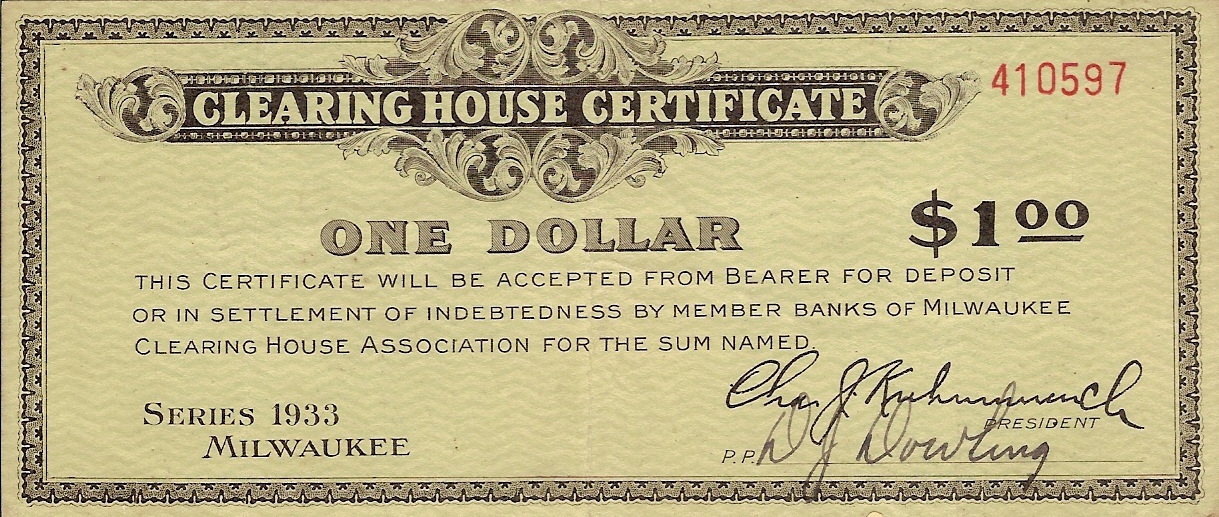 CLEARING HOUSE CERTIFICATE
410597
ONE DOLLAR
$1 00
THIS CERTIFICATE WILL BE ACCEPTED FROM BEARER FOR DEPOSIT
OR IN SETTLEMENT OF INDEBTEDNESS BY MEMBER BANKS OF MILWAUKEE
CLEARING HOUSE ASSOCIATION FOR THE SUM NAMED.
Cha. J.
PRESIDENT
SERIES 1933
MILWAUKEE
P.P. D J Dowling